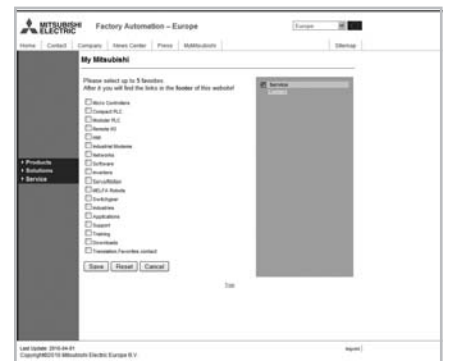 MITSUBISHI
ELECTRIC
Factory Automation – Europe
Europe
Home Contact Company News Center Press MyMitsubishi Sitemap
My Mitsubishi
Please select up to 5 favorites.
After it you will find the links in the footer of this website!
Micro Controllers
Compact PLC
Modular PLC
Remote IO
HMI
Industrial Modems
Networks
Software
Inverters
Servo/Motion
MELFA Robots
Switchgear
Industries
Applications
Support
Training
Downloads
Translation.Favorites.contact
Save Reset Cancel
Top
Products
Solutions
Service
Service
Contact
Last Update 2010-04-01
Copyright©2010 Mitsubishi Electric Europe B.V.
Imprint